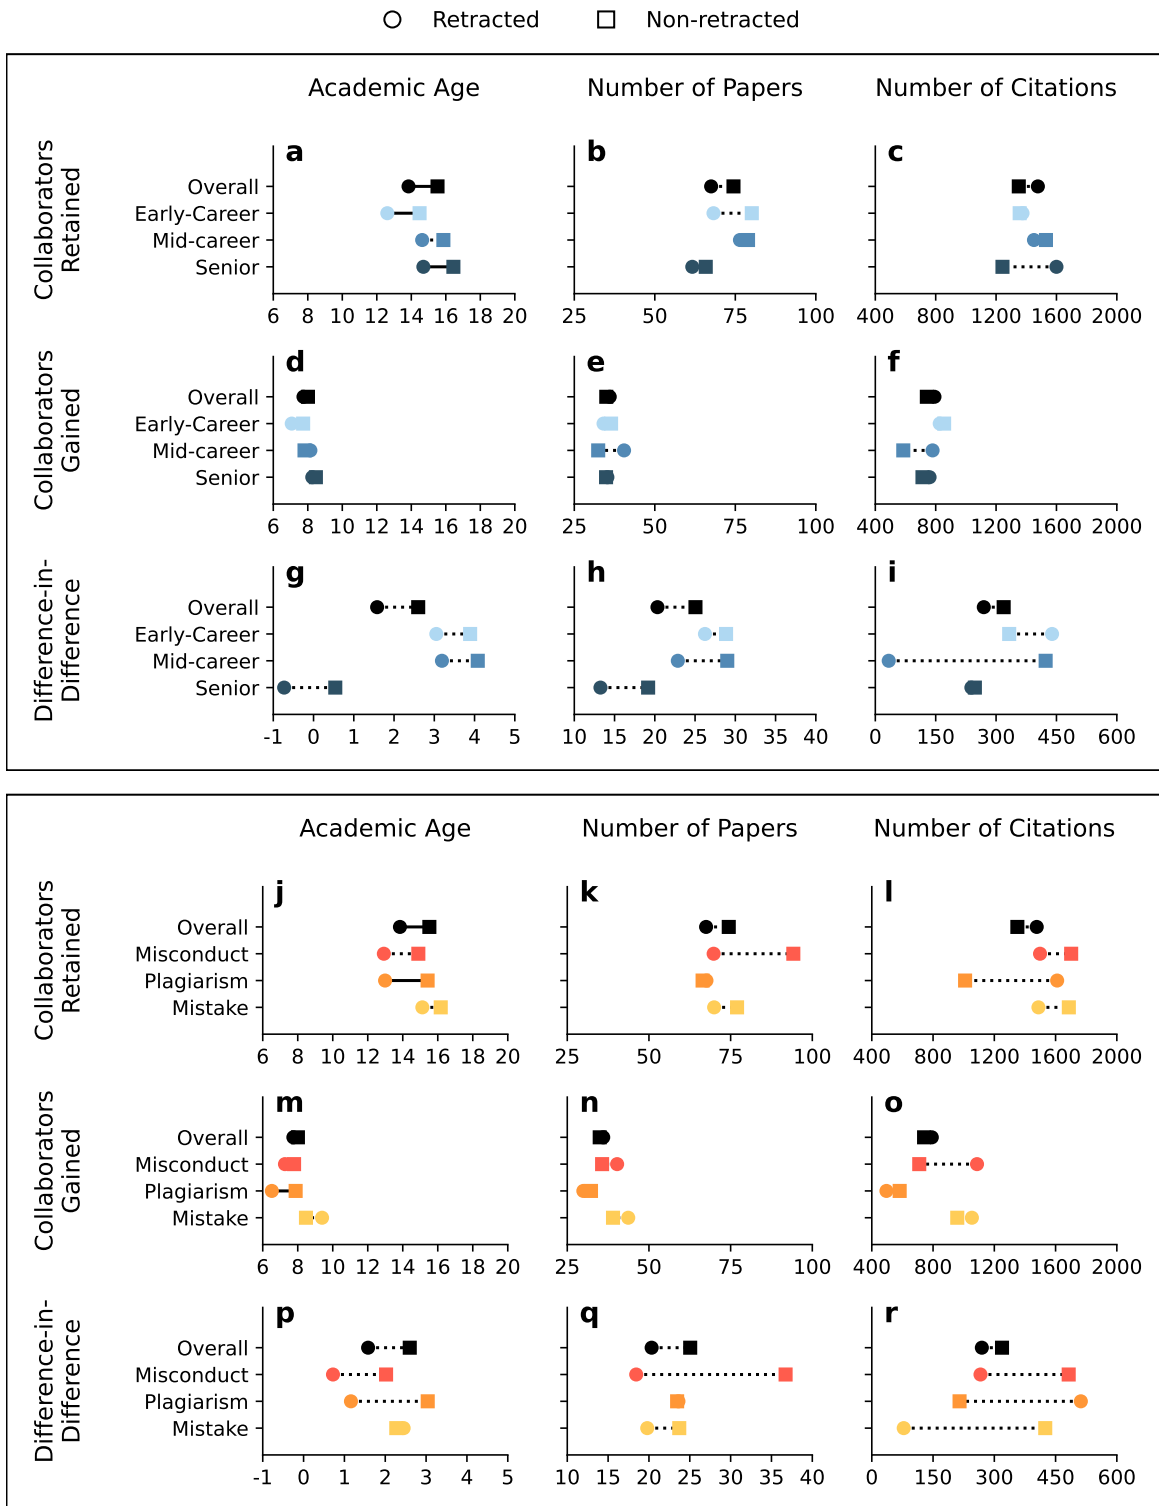 Retracted Non-retracted
Academic Age Number of Papers Number of Citations
Collaborators
Retained
a b c
Overall
Early-Career
Mid-career
Senior
6 8 10 12 14 16 18 20 25 50 75 100 400 800 1200 1600 2000
Collaborators
Gained
d e f
Overall
Early-Career
Mid-career
Senior
6 8 10 12 14 16 18 20 25 50 75 100 400 800 1200 1600 2000
Difference-in-
Difference
g h i
Overall
Early-Career
Mid-career
Senior
-1 0 1 2 3 4 5 10 15 20 25 30 35 40 0 150 300 450 600
Academic Age Number of Papers Number of Citations
Collaborators
Retained
j k l
Overall
Misconduct
Plagiarism
Mistake
6 8 10 12 14 16 18 20 25 50 75 100 400 800 1200 1600 2000
Collaborators
Gained
m n o
Overall
Misconduct
Plagiarism
Mistake
6 8 10 12 14 16 18 20 25 50 75 100 400 800 1200 1600 2000
Difference-in-
Difference
p q r
Overall
Misconduct
Plagiarism
Mistake
-1 0 1 2 3 4 5 10 15 20 25 30 35 40 0 150 300 450 600